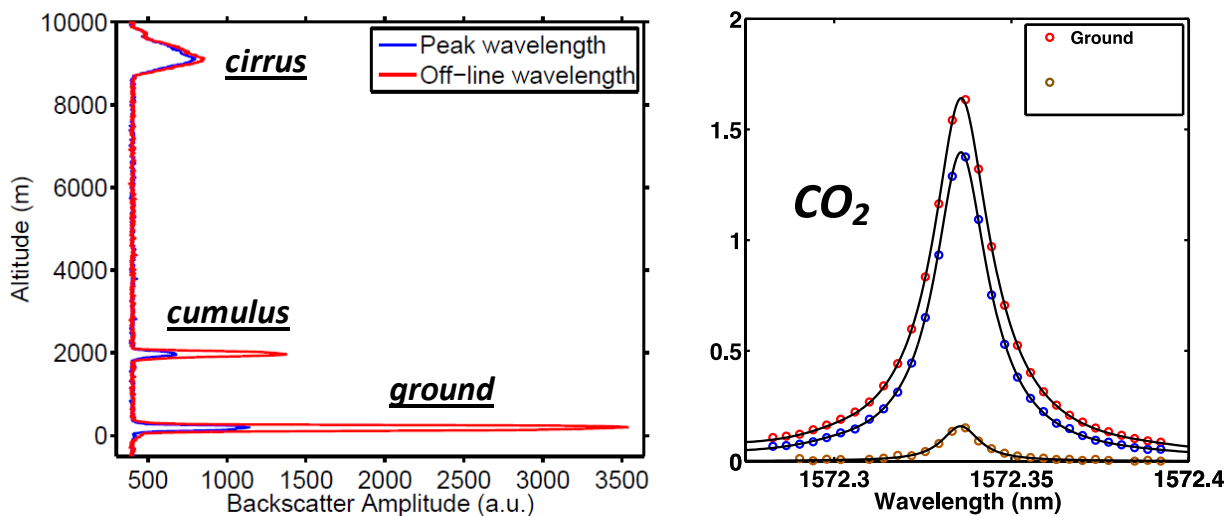 10000
8000
6000
4000
2000
0
Altitude (m)
cirrus
cumulus
ground
Peak wavelength
Off-line wavelength
500 1000 1500 2000 2500 3000 3500
Backscatter Amplitude (a.u.)
2
1.5
1
0.5
0
Ground
CO2
1572.3 1572.35 1572.4
Wavelength (nm)